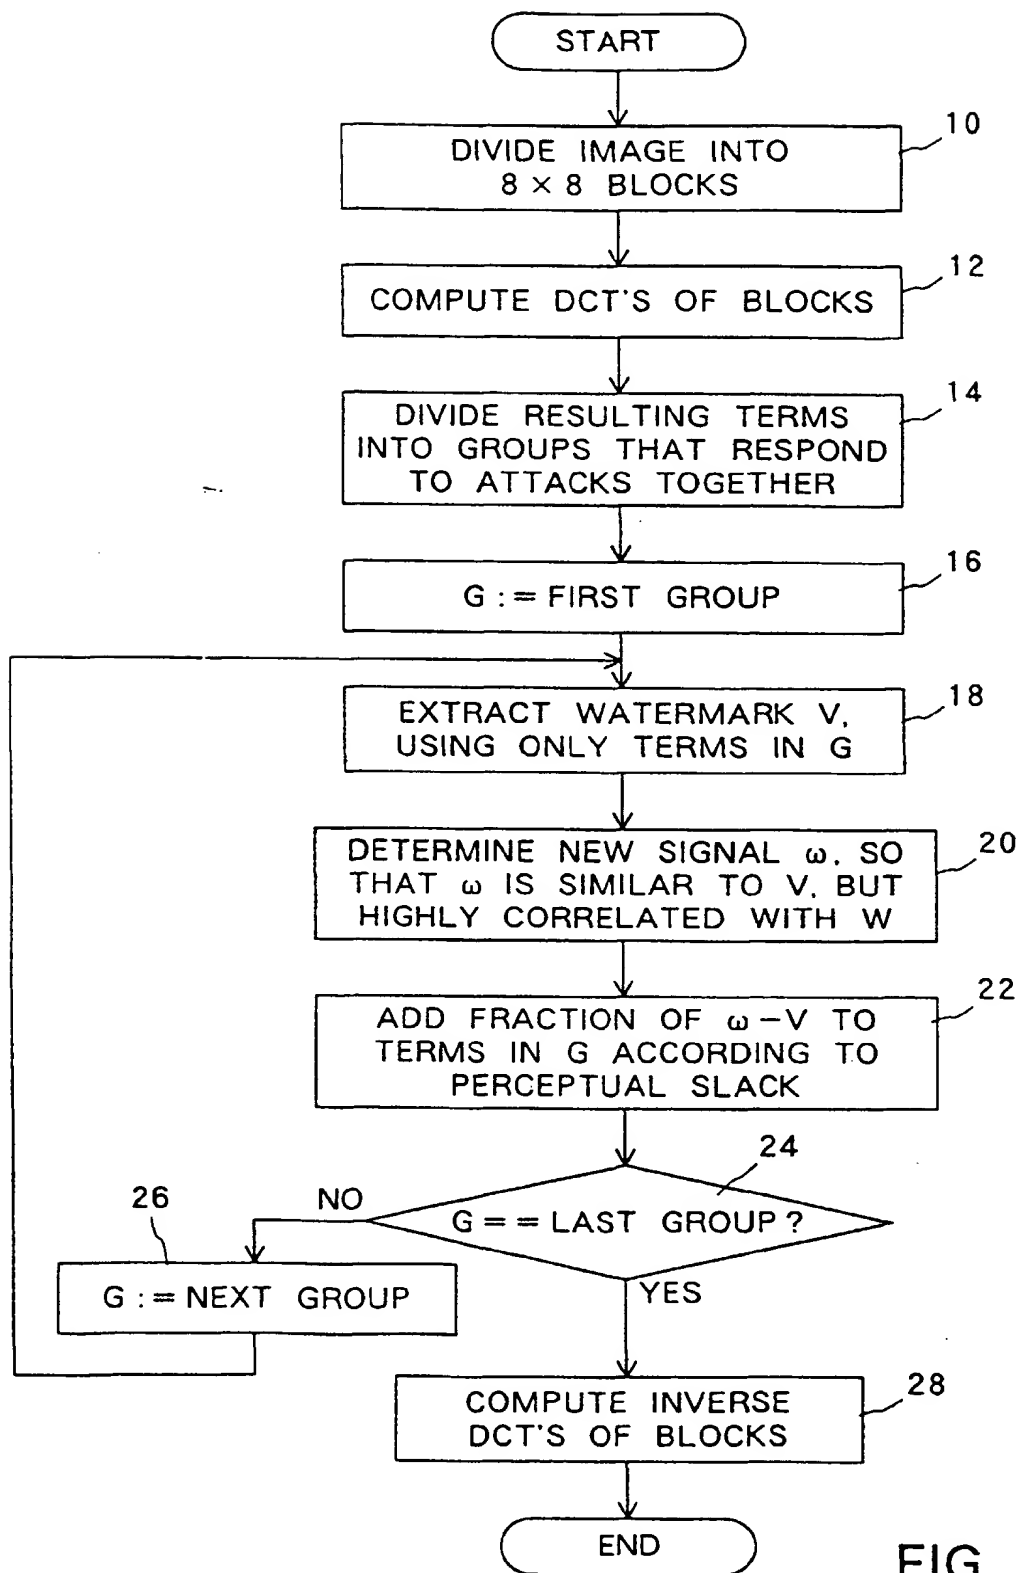 START
10
DIVIDE IMAGE INTO
8 × 8 BLOCKS
12
COMPUTE DCT'S OF BLOCKS
14
DIVIDE RESULTING TERMS
INTO GROUPS THAT RESPOND
TO ATTACKS TOGETHER
16
G := FIRST GROUP
18
EXTRACT WATERMARK V,
USING ONLY TERMS IN G
20
DETERMINE NEW SIGNAL ω, SO
THAT ω IS SIMILAR TO V, BUT
HIGHLY CORRELATED WITH W
22
ADD FRACTION OF ω-V TO
TERMS IN G ACCORDING TO
PERCEPTUAL SLACK
24
G == LAST GROUP?
NO
26
G := NEXT GROUP
YES
28
COMPUTE INVERSE
DCT'S OF BLOCKS
END
FIG